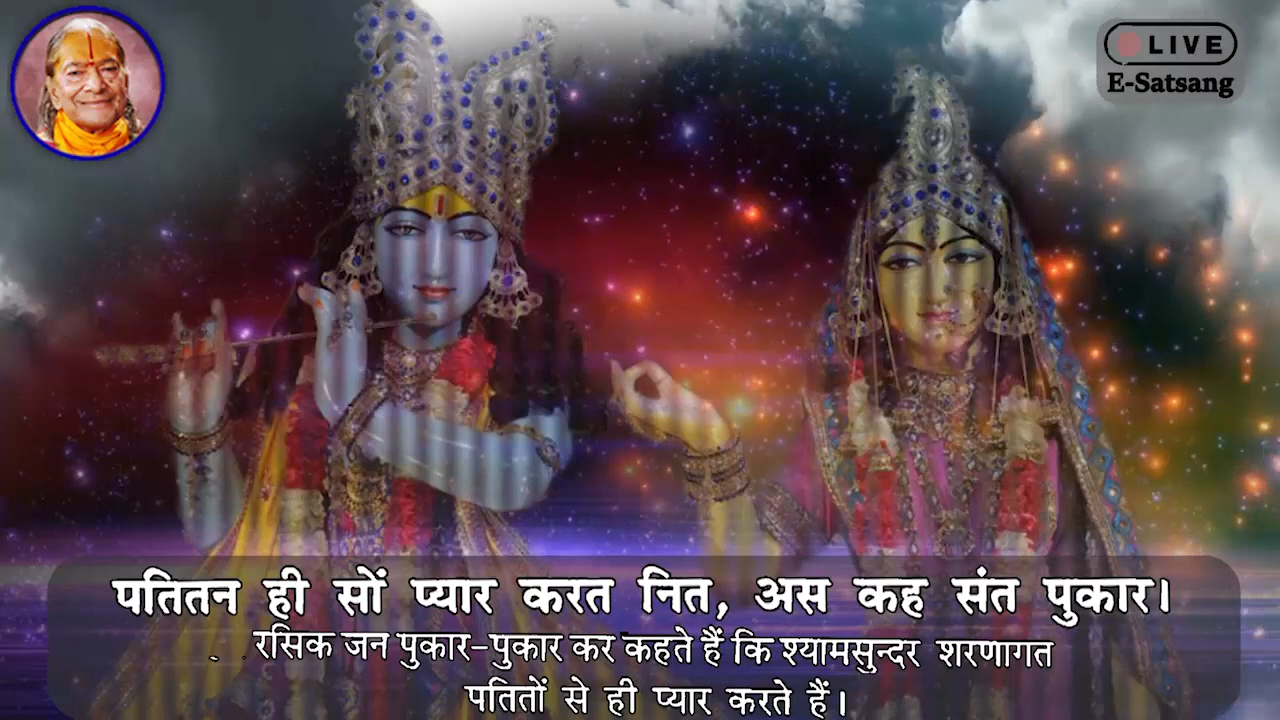 LIVE
E-Satsang
पतितन ही सों प्यार करत नित, अस कह संत पुकार।
रसिक जन पुकार-पुकार कर कहते हैं कि श्यामसुन्दर शरणागत
पतितों से ही प्यार करते हैं।